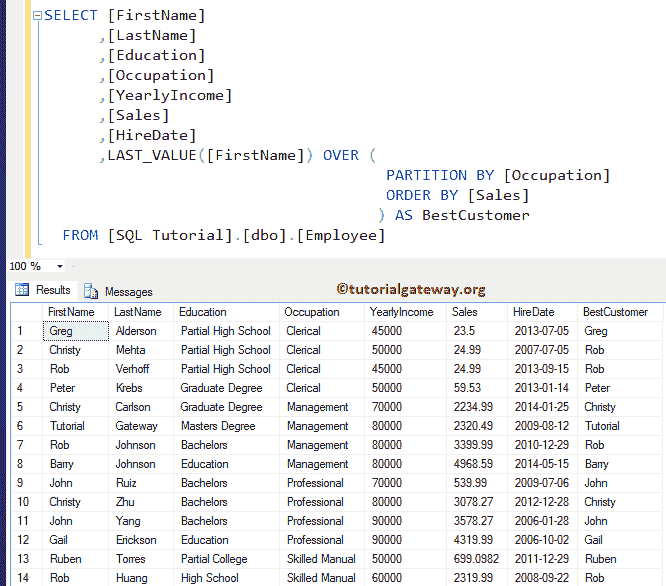 SELECT [FirstName]
,[LastName]
,[Education]
,[Occupation]
,[YearlyIncome]
,[Sales]
,[HireDate]
,LAST_VALUE([FirstName]) OVER (
PARTITION BY [Occupation]
ORDER BY [Sales]
) AS BestCustomer
FROM [SQL Tutorial].[dbo].[Employee]
100 %
Results Messages ©tutorialgateway.org
FirstName LastName Education Occupation YearlyIncome Sales HireDate BestCustomer
1 Greg Alderson Partial High School Clerical 45000 23.5 2013-07-05 Greg
2 Christy Mehta Partial High School Clerical 50000 24.99 2007-07-05 Rob
3 Rob Verhoff Partial High School Clerical 45000 24.99 2013-09-15 Rob
4 Peter Krebs Graduate Degree Clerical 50000 59.53 2013-01-14 Peter
5 Christy Carlson Graduate Degree Management 70000 2234.99 2014-01-25 Christy
6 Tutorial Gateway Masters Degree Management 80000 2320.49 2009-08-12 Tutorial
7 Rob Johnson Bachelors Management 80000 3399.99 2010-12-29 Rob
8 Barry Johnson Education Management 80000 4968.59 2014-05-15 Barry
9 John Ruiz Bachelors Professional 70000 539.99 2009-07-06 John
10 Christy Zhu Bachelors Professional 80000 3078.27 2012-12-28 Christy
11 John Yang Bachelors Professional 90000 3578.27 2006-01-28 John
12 Gail Erickson Education Professional 90000 4319.99 2006-10-02 Gail
13 Ruben Torres Partial College Skilled Manual 50000 699.0982 2011-12-29 Ruben
14 Rob Huang High School Skilled Manual 60000 2319.99 2008-09-22 Rob